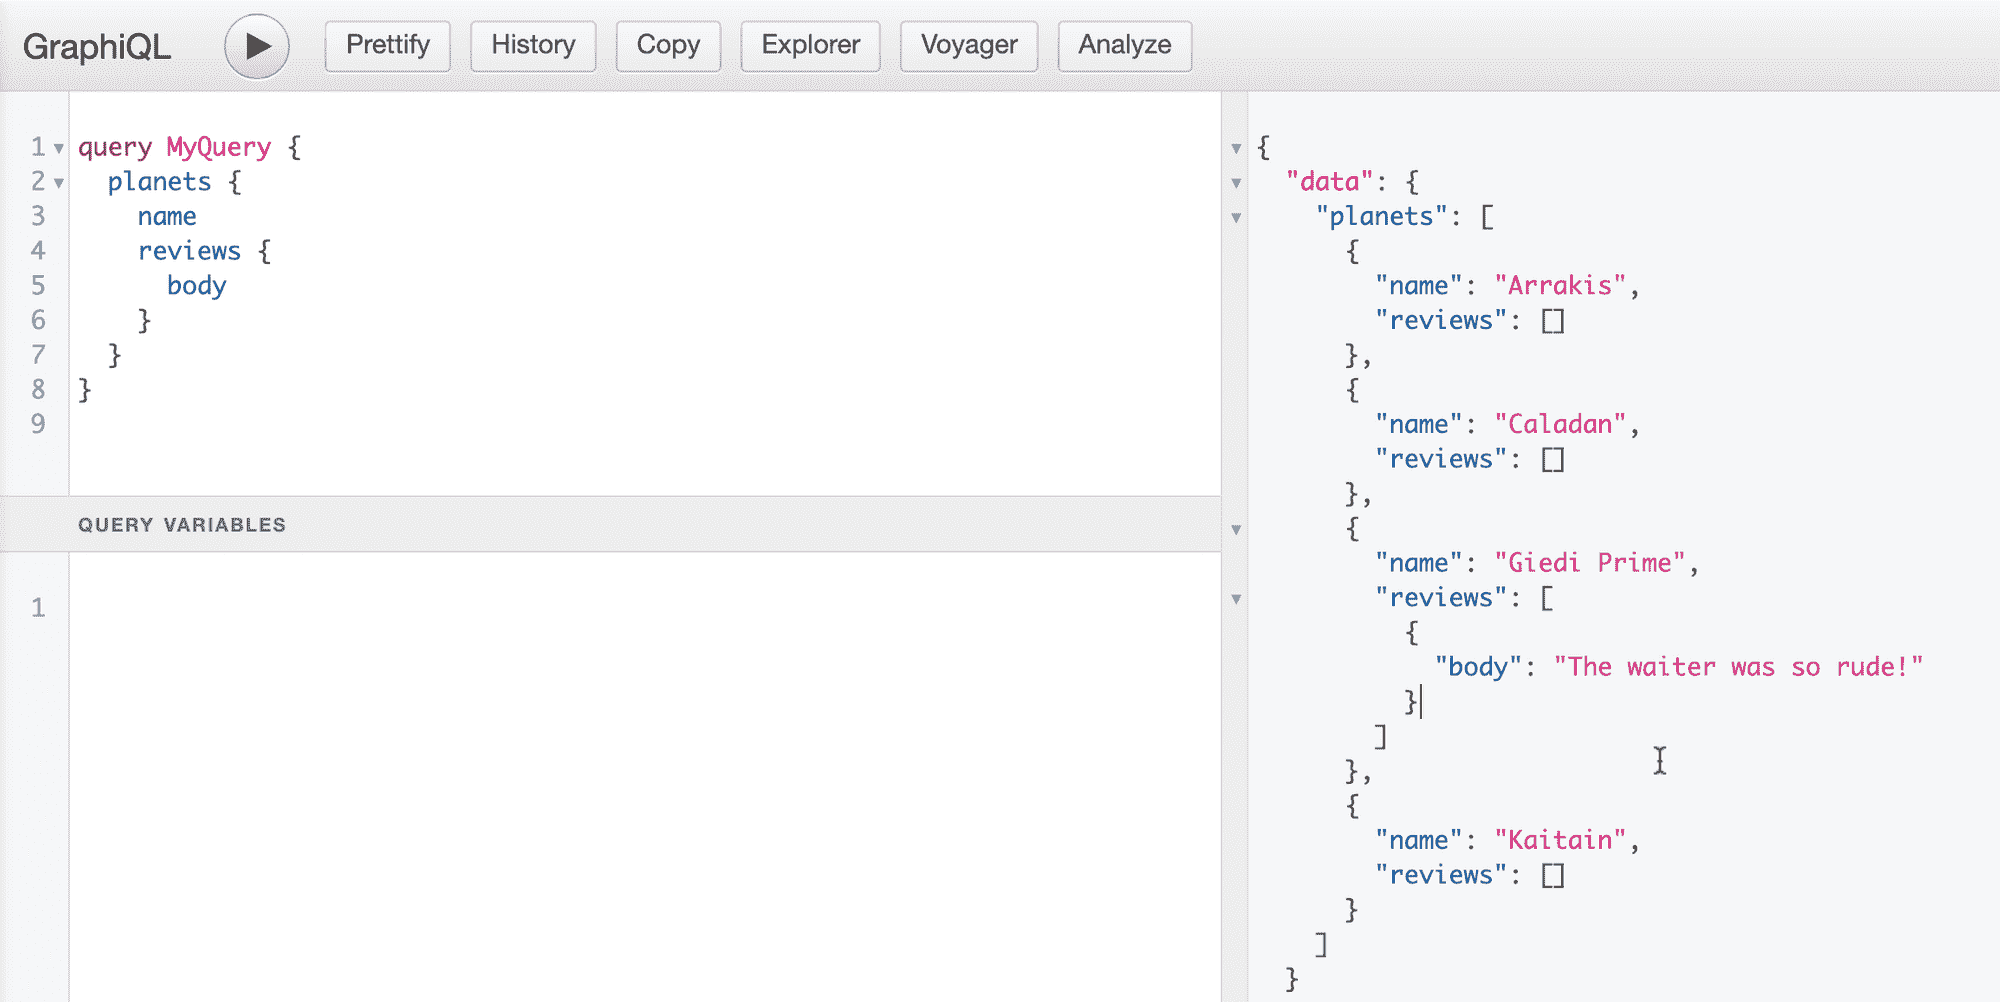 GraphiQL Prettify History Copy Explorer Voyager Analyze
1 query MyQuery {
2   planets {
3     name
4     reviews {
5       body
6     }
7   }
8 }
9
QUERY VARIABLES
1
{
  "data": {
    "planets": [
      {
        "name": "Arrakis",
        "reviews": []
      },
      {
        "name": "Caladan",
        "reviews": []
      },
      {
        "name": "Giedi Prime",
        "reviews": [
          {
            "body": "The waiter was so rude!"
          }
        ]
      },
      {
        "name": "Kaitain",
        "reviews": []
      }
    ]
  }